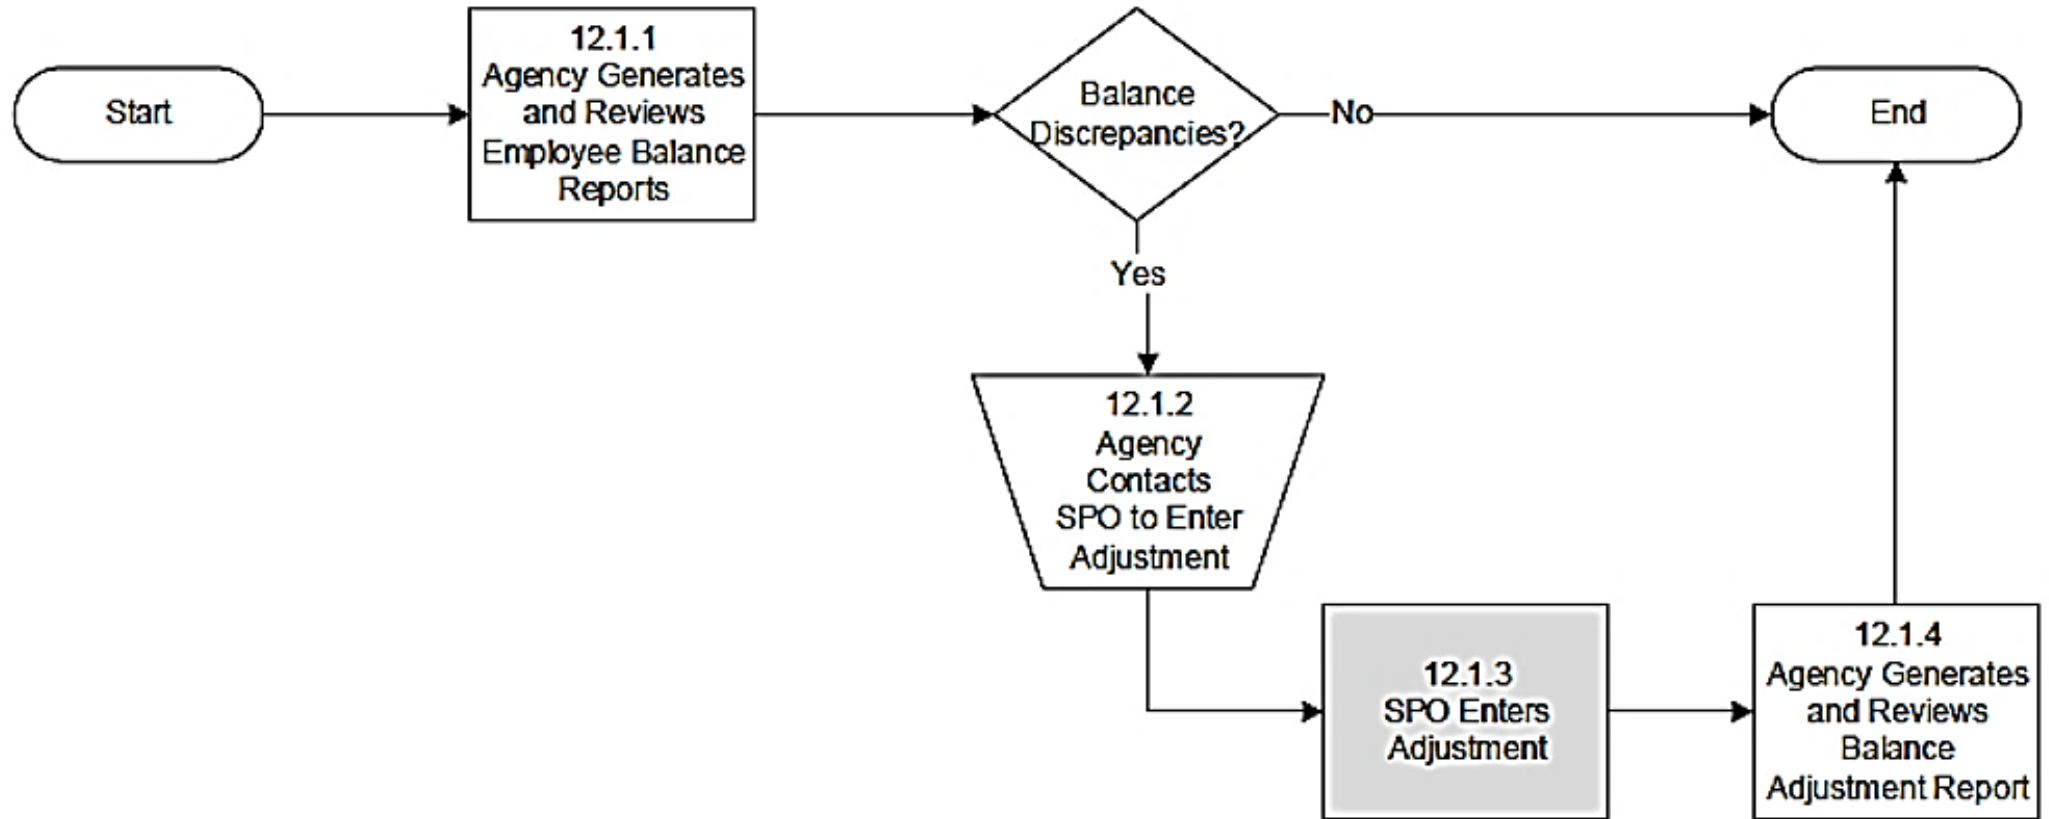 Start
12.1.1
Agency Generates
and Reviews
Employee Balance
Reports
Balance
Discrepancies?
No
End
Yes
12.1.2
Agency
Contacts
SPO to Enter
Adjustment
12.1.3
SPO Enters
Adjustment
12.1.4
Agency Generates
and Reviews
Balance
Adjustment Report